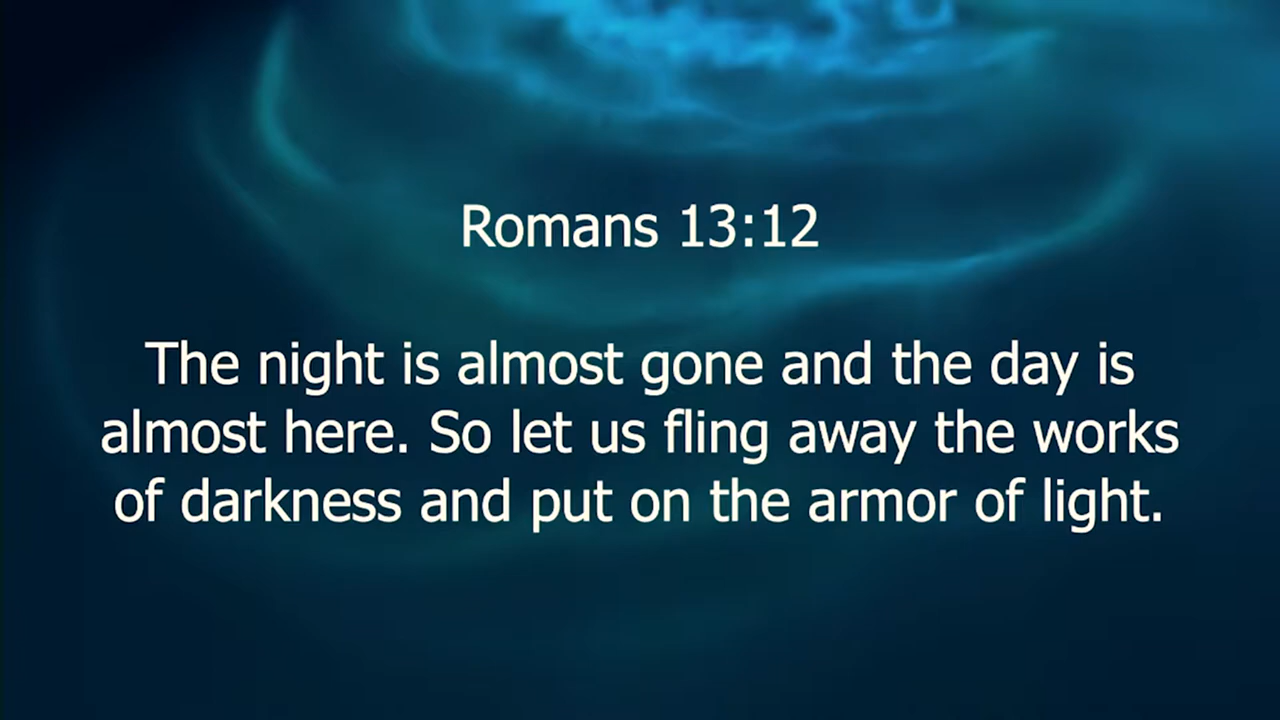 Romans 13:12
The night is almost gone and the day is
almost here. So let us fling away the works
of darkness and put on the armor of light.